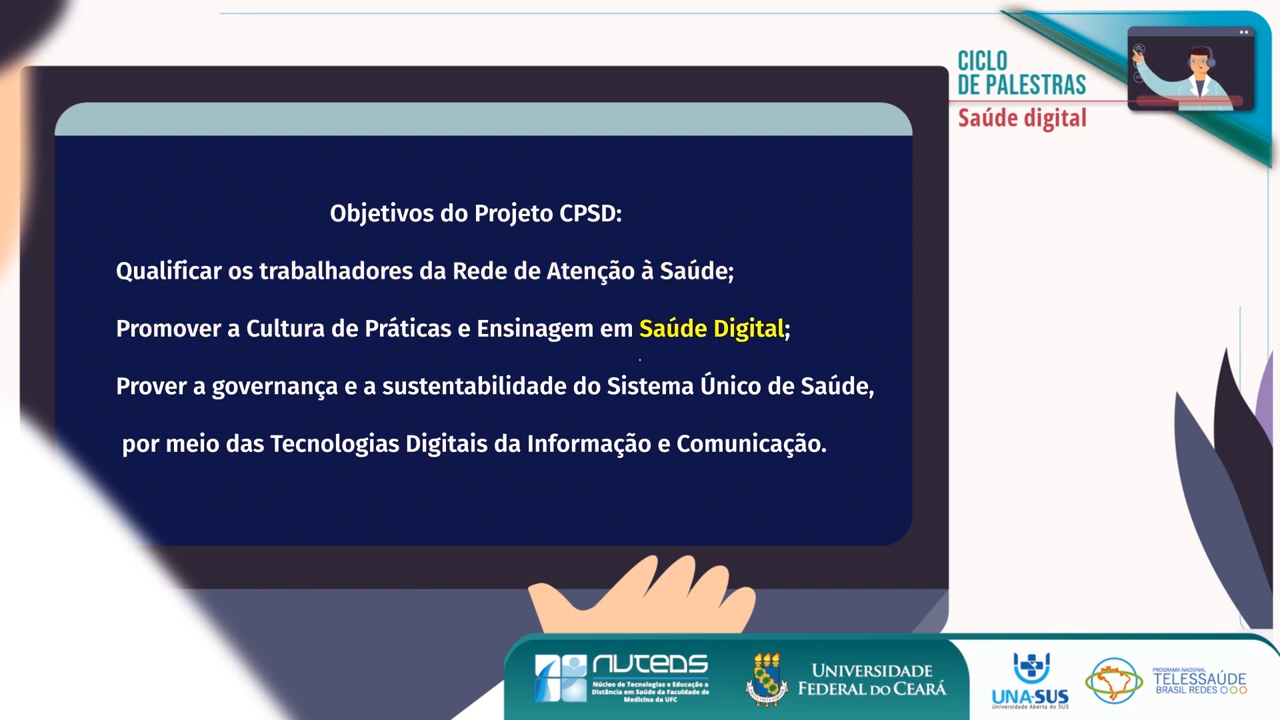 CICLO
DE PALESTRAS
Saúde digital
Objetivos do Projeto CPSD:
Qualificar os trabalhadores da Rede de Atenção à Saúde;
Promover a Cultura de Práticas e Ensinagem em Saúde Digital;
Prover a governança e a sustentabilidade do Sistema Único de Saúde,
por meio das Tecnologias Digitais da Informação e Comunicação.
NUTEDS
Núcleo de Tecnologias e Educação a
Distância em Saúde da Faculdade de
Medicina da UFC
UNIVERSIDADE
FEDERAL DO CEARÁ
UNA-SUS
Universidade Aberta do SUS
PROGRAMA NACIONAL
TELESSAÚDE
BRASIL REDES